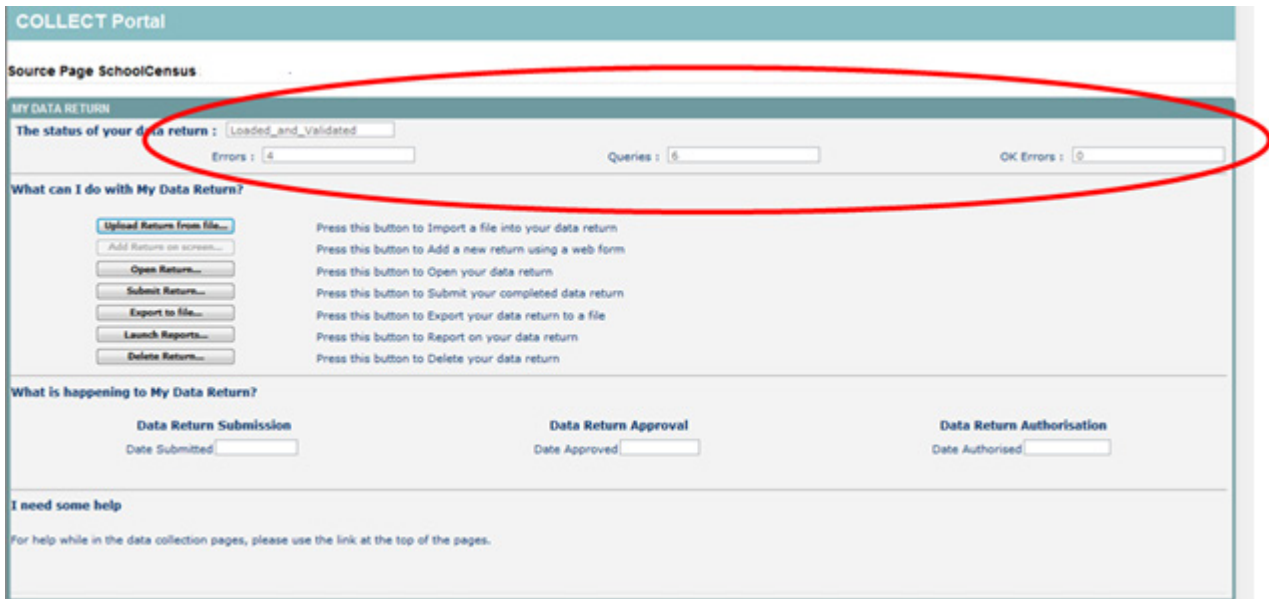 COLLECT Portal
Source Page SchoolCensus
MY DATA RETURN
The status of your data return : Loaded_and_Validated
Errors : 4 Queries : 6 OK Errors : 0
What can I do with My Data Return?
Upload Return from file... Press this button to Import a file into your data return
Add Return on screen... Press this button to Add a new return using a web form
Open Return... Press this button to Open your data return
Submit Return... Press this button to Submit your completed data return
Export to file... Press this button to Export your data return to a file
Launch Reports... Press this button to Report on your data return
Delete Return... Press this button to Delete your data return
What is happening to My Data Return?
Data Return Submission Data Return Approval Data Return Authorisation
Date Submitted Date Approved Date Authorised
I need some help
For help while in the data collection pages, please use the link at the top of the pages.